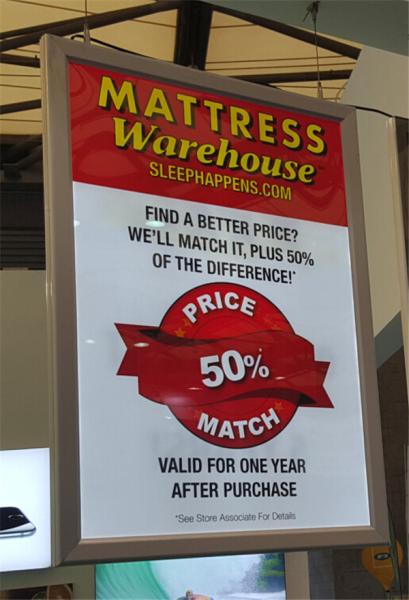 MATTRESS
Warehouse
SLEEPHAPPENS.COM
FIND A BETTER PRICE?
WE'LL MATCH IT, PLUS 50%
OF THE DIFFERENCE!*
PRICE
50%
MATCH
VALID FOR ONE YEAR
AFTER PURCHASE
*See Store Associate For Details